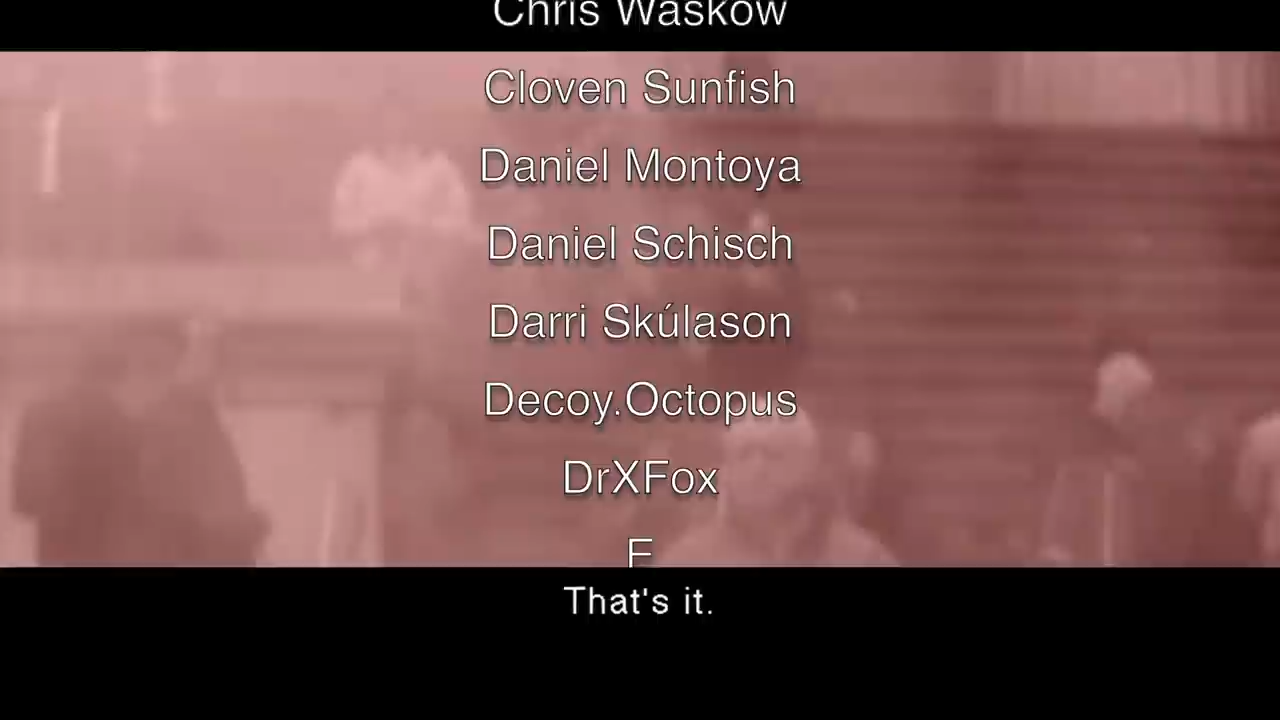 Chris Waskow
Cloven Sunfish
Daniel Montoya
Daniel Schisch
Darri Skúlason
Decoy.Octopus
DrXFox
That's it.